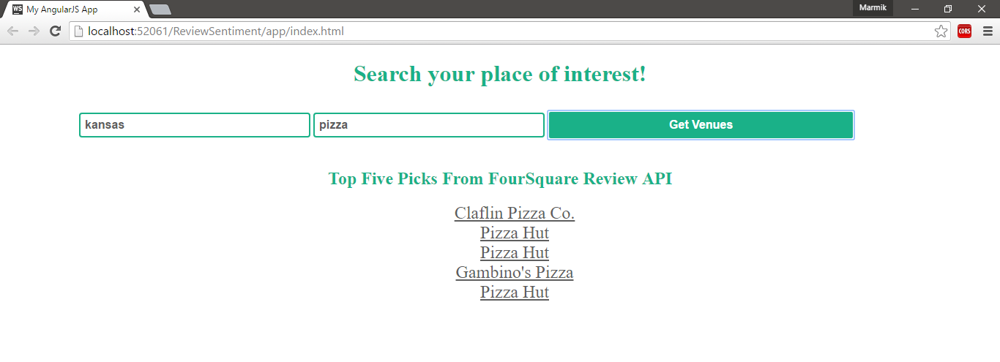 WS My AngularJS App
Marmik
localhost:52061/ReviewSentiment/app/index.html
CORS
Search your place of interest!
kansas pizza Get Venues
Top Five Picks From FourSquare Review API
Claflin Pizza Co.
Pizza Hut
Pizza Hut
Gambino's Pizza
Pizza Hut